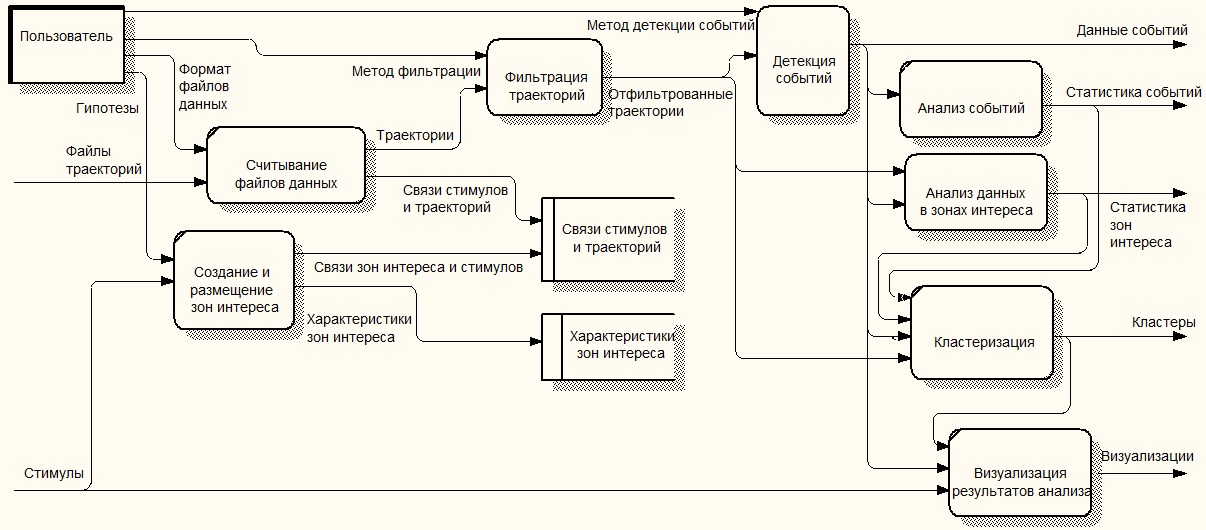 Пользователь
Метод детекции событий
Данные событий
Формат
файлов
данных
Метод фильтрации
Фильтрация
траекторий
Детекция
событий
Гипотезы
Отфильтрованные
траектории
Анализ событий
Статистика событий
Файлы
траекторий
Траектории
Считывание
файлов данных
Связи стимулов
и траекторий
Связи стимулов
и траекторий
Анализ данных
в зонах интереса
Статистика
зон
интереса
Создание и
размещение
зон интереса
Связи зон интереса и стимулов
Характеристики
зон интереса
Характеристики
зон интереса
Кластеризация
Кластеры
Стимулы
Визуализация
результатов анализа
Визуализации